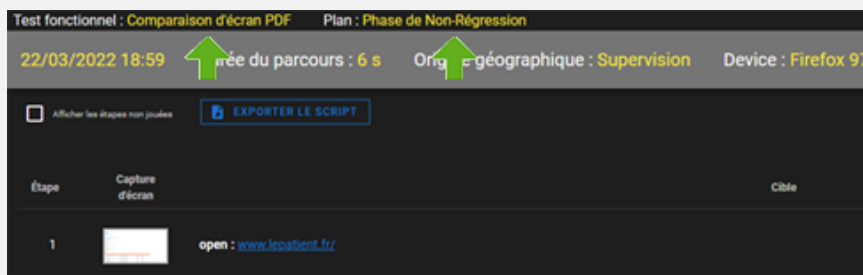 Test fonctionnel : Comparaison d'écran PDF Plan : Phase de Non-Régression
22/03/2022 18:59 rée du parcours : 6 s Orig e géographique : Supervision Device : Firefox 97
Afficher les étapes non jouées EXPORTER LE SCRIPT
Étape Capture d'écran Cible
1 open : www.lepatient.fr/